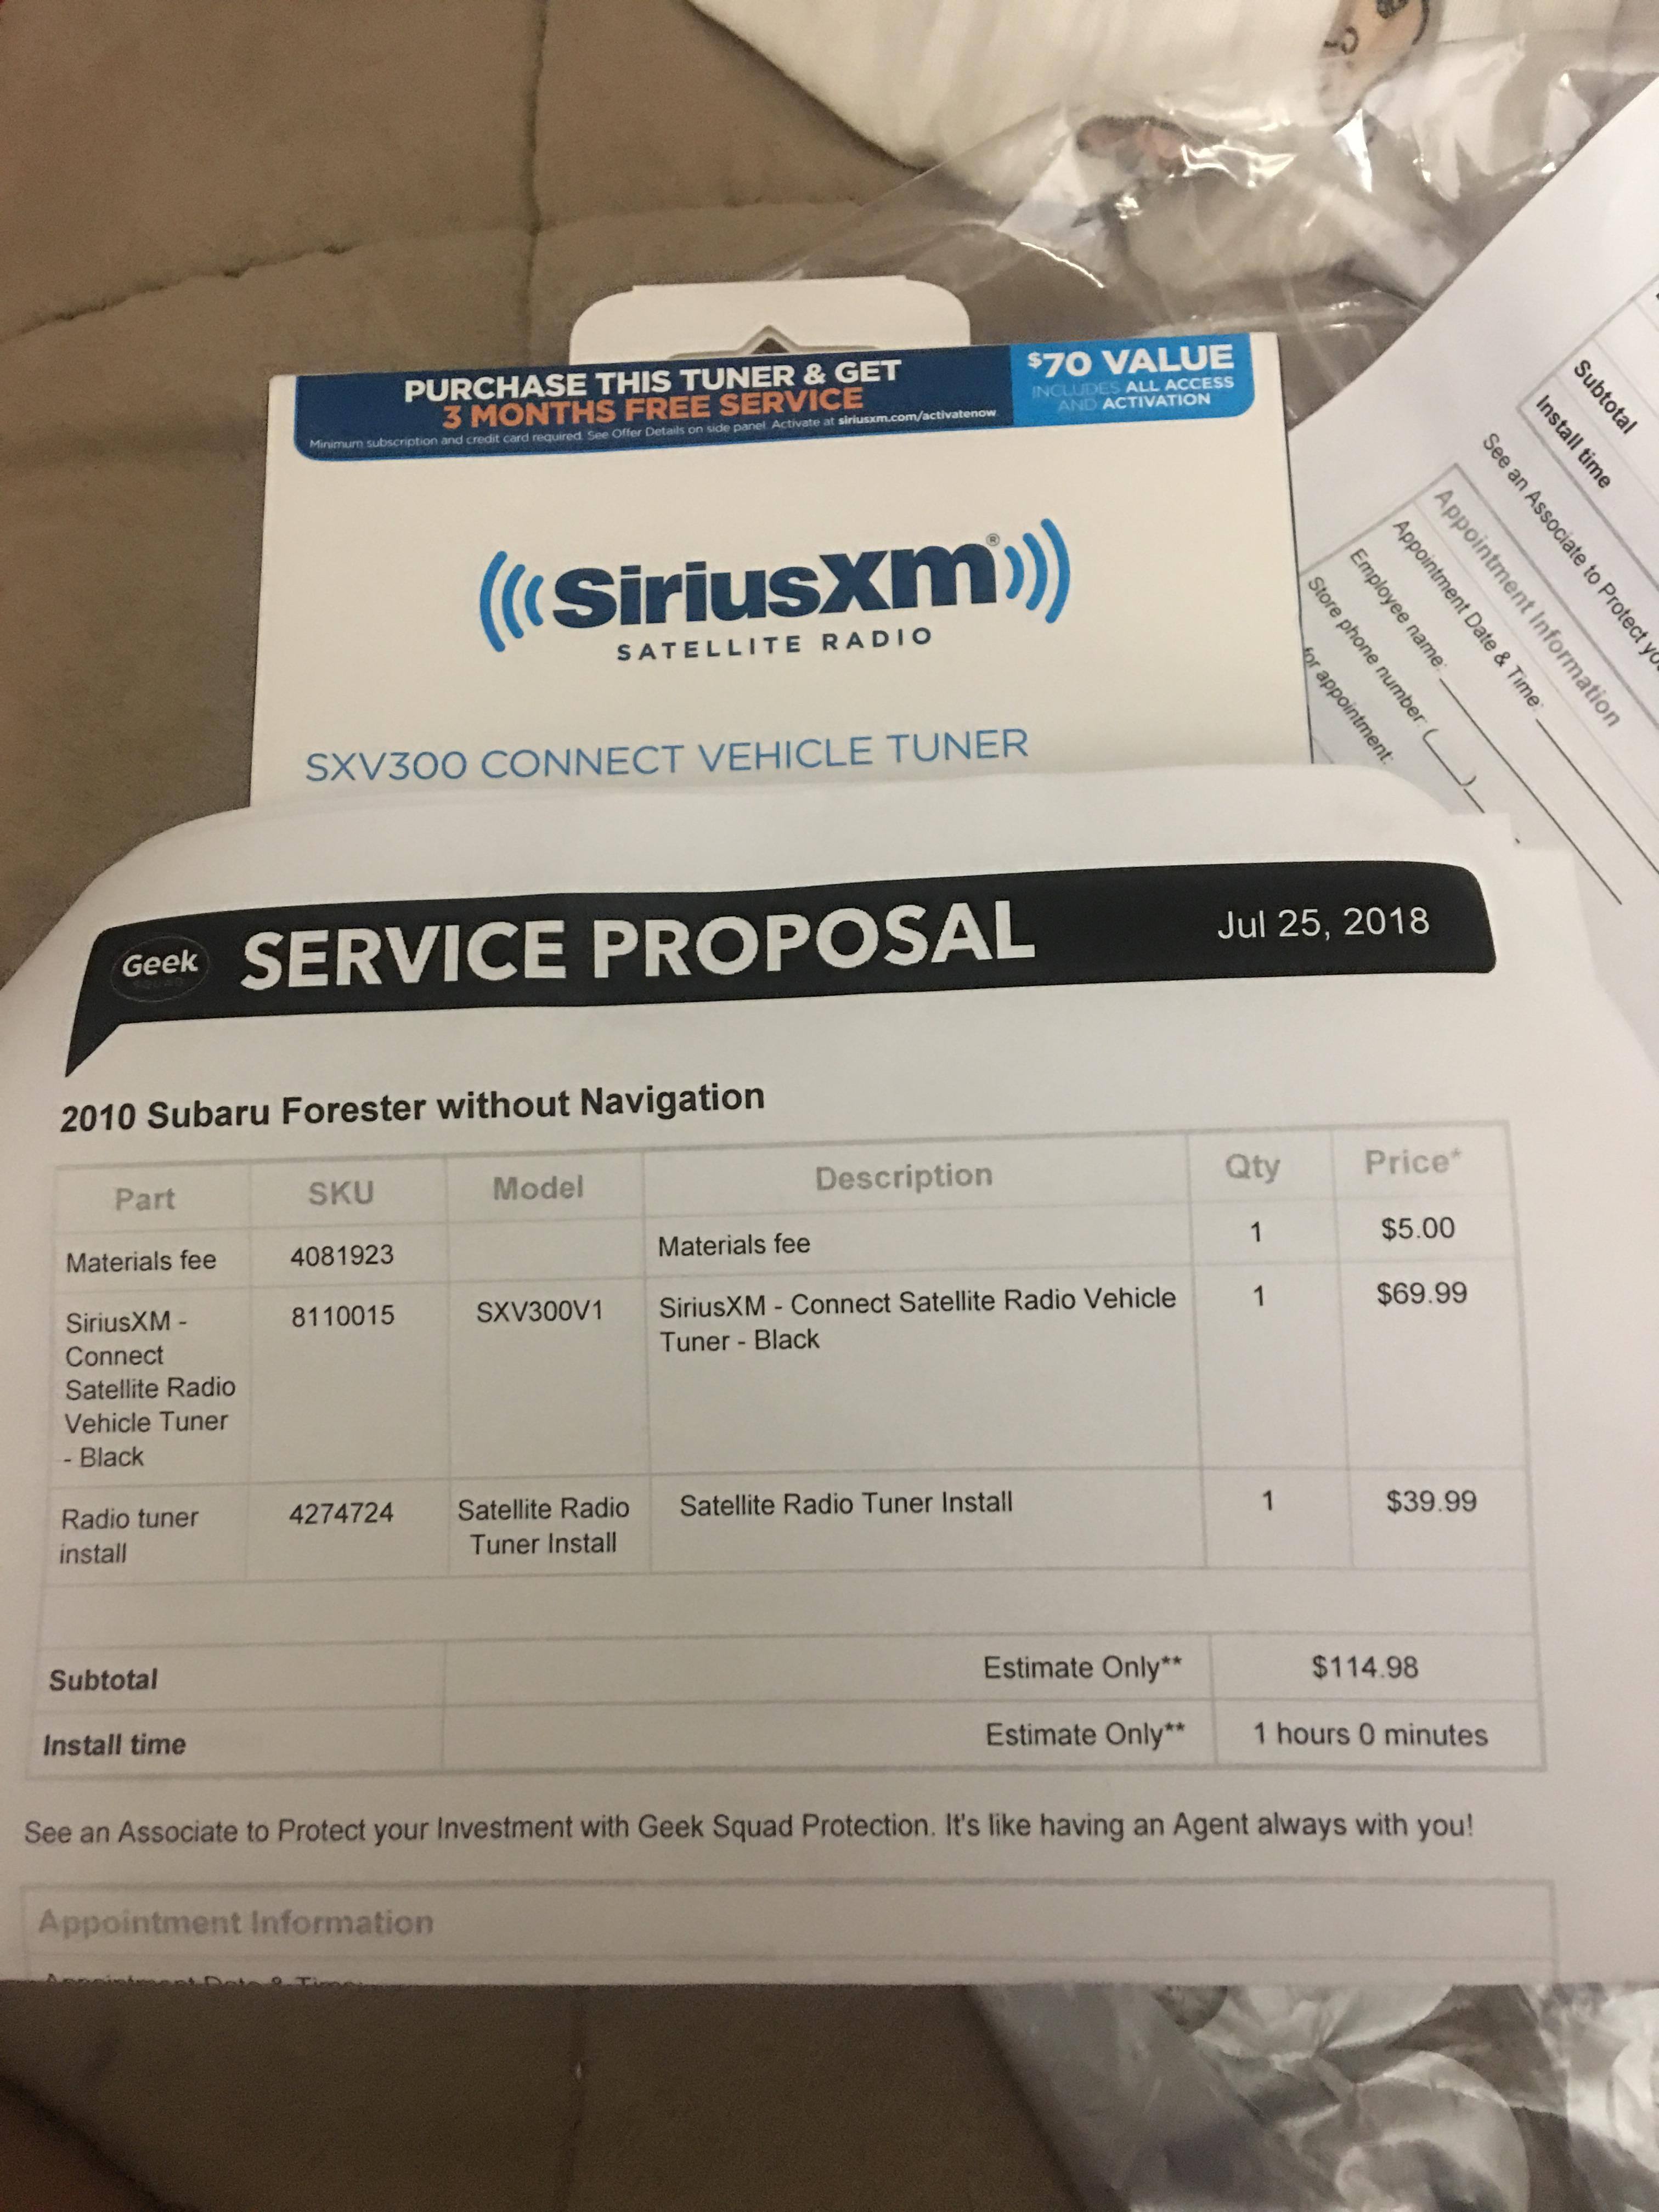 PURCHASE THIS TUNER & GET
3 MONTHS FREE SERVICE
Minimum subscription and credit card required. See Offer Details on side panel. Activate at siriusxm.com/activatenow
$70 VALUE
INCLUDES ALL ACCESS
AND ACTIVATION
SiriusXM®
SATELLITE RADIO
SXV300 CONNECT VEHICLE TUNER
Subtotal
Install time
See an Associate to Protect
Appointment Information
Appointment Date & Time:
Employee name:
Store phone number ( )
for appointment:
Geek
SQUAD
SERVICE PROPOSAL
Jul 25, 2018
2010 Subaru Forester without Navigation
Part SKU Model Description Qty Price*
Materials fee 4081923 Materials fee 1 $5.00
SiriusXM - 8110015 SXV300V1 SiriusXM - Connect Satellite Radio Vehicle 1 $69.99
Connect Tuner - Black
Satellite Radio
Vehicle Tuner
- Black
Radio tuner 4274724 Satellite Radio Satellite Radio Tuner Install 1 $39.99
install Tuner Install
Subtotal Estimate Only** $114.98
Install time Estimate Only** 1 hours 0 minutes
See an Associate to Protect your Investment with Geek Squad Protection. It's like having an Agent always with you!
Appointment Information
Appointment Date & Time: